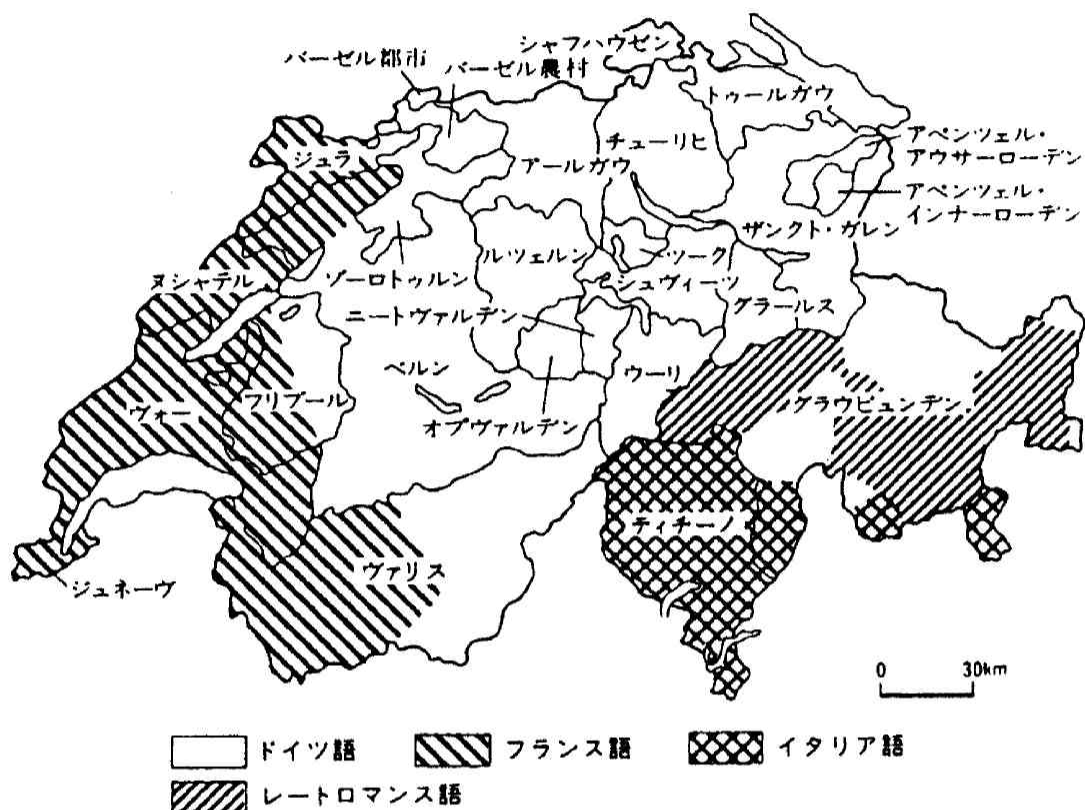 シャフハウゼン
バーゼル都市
バーゼル農村
トゥールガウ
チューリヒ
アペンツェル・
アウサーローデン
ジュラ
アールガウ
アペンツェル・
インナーローデン
ザンクト・ガレン
ルツェルン
ツーク
ヌシャテル
ゾーロトゥルン
シュヴィーツ
グラールス
ニートヴァルデン
ベルン
ウーリ
ヴォー
フリブール
グラウビュンデン
オプヴァルデン
ティチーノ
ヴァリス
ジュネーヴ
0 30km
ドイツ語
フランス語
イタリア語
レートロマンス語